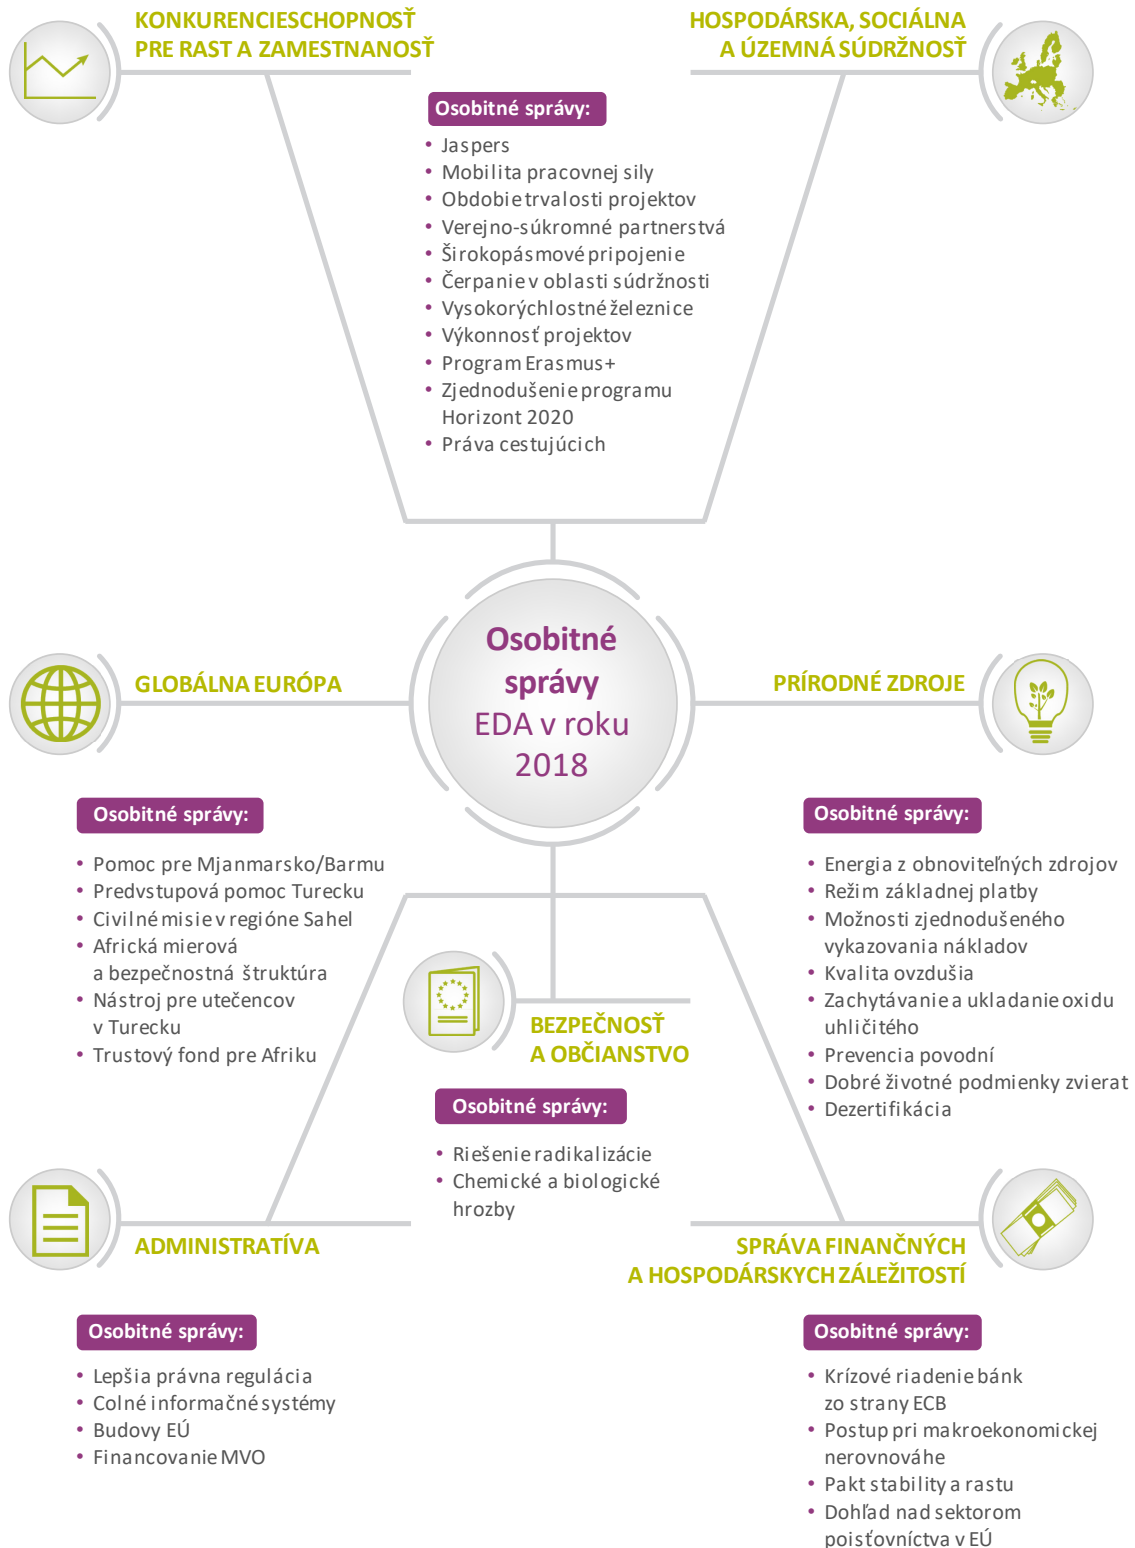 KONKURENCIESCHOPNOSŤ
PRE RAST A ZAMESTNANOSŤ
HOSPODÁRSKA, SOCIÁLNA
A ÚZEMNÁ SÚDRŽNOSŤ
Osobitné správy:
• Jaspers
• Mobilita pracovnej sily
• Obdobie trvalosti projektov
• Verejno-súkromné partnerstvá
• Širokopásmové pripojenie
• Čerpanie v oblasti súdržnosti
• Vysokorýchlostné železnice
• Výkonnosť projektov
• Program Erasmus+
• Zjednodušenie programu
Horizont 2020
• Práva cestujúcich
Osobitné
správy
EDA v roku
2018
GLOBÁLNA EURÓPA
Osobitné správy:
• Pomoc pre Mjanmarsko/Barmu
• Predvstupová pomoc Turecku
• Civilné misie v regióne Sahel
• Africká mierová
a bezpečnostná štruktúra
• Nástroj pre utečencov
v Turecku
• Trustový fond pre Afriku
PRÍRODNÉ ZDROJE
Osobitné správy:
• Energia z obnoviteľných zdrojov
• Režim základnej platby
• Možnosti zjednodušeného
vykazovania nákladov
• Kvalita ovzdušia
• Zachytávanie a ukladanie oxidu
uhličitého
• Prevencia povodní
• Dobré životné podmienky zvierat
• Dezertifikácia
BEZPEČNOSŤ
A OBČIANSTVO
Osobitné správy:
• Riešenie radikalizácie
• Chemické a biologické
hrozby
ADMINISTRATÍVA
Osobitné správy:
• Lepšia právna regulácia
• Colné informačné systémy
• Budovy EÚ
• Financovanie MVO
SPRÁVA FINANČNÝCH
A HOSPODÁRSKYCH ZÁLEŽITOSTÍ
Osobitné správy:
• Krízové riadenie bánk
zo strany ECB
• Postup pri makroekonomickej
nerovnováhe
• Pakt stability a rastu
• Dohľad nad sektorom
poisťovníctva v EÚ